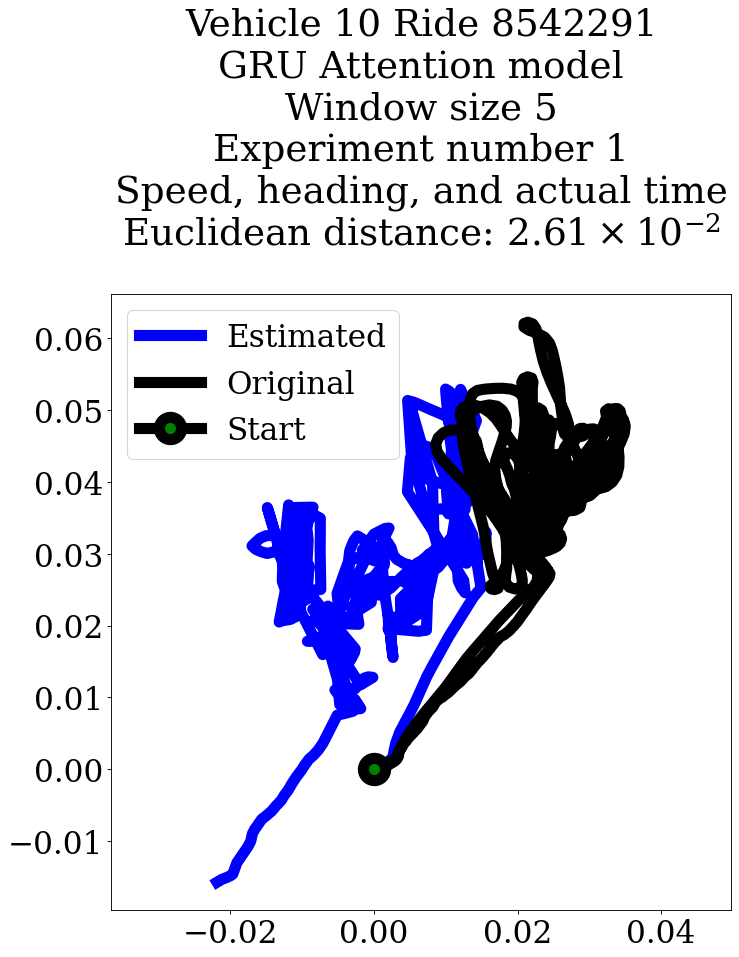 Vehicle 10 Ride 8542291
GRU Attention model
Window size 5
Experiment number 1
Speed, heading, and actual time
Euclidean distance: 2.61 × 10⁻²
Estimated
Original
Start
0.06
0.05
0.04
0.03
0.02
0.01
0.00
−0.01
−0.02 0.00 0.02 0.04